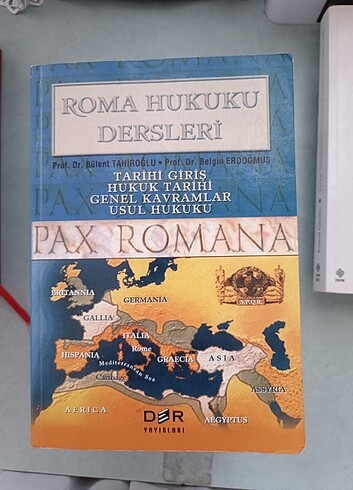 ROMA HUKUKU
DERSLERİ
Prof. Dr. Bülent TAHİROĞLU • Prof. Dr. Belgin ERDOĞMUŞ
TARİHİ GİRİŞ
HUKUK TARİHİ
GENEL KAVRAMLAR
USUL HUKUKU
PAX ROMANA
BRITANNIA
GERMANIA
S.P.Q.R.
GALLIA
ITALIA
Rome
HISPANIA
GRAECIA
ASIA
Mediterranean Sea
Carthage
ASSYRIA
AFRICA
AEGYPTUS
DER
YAYINLARI